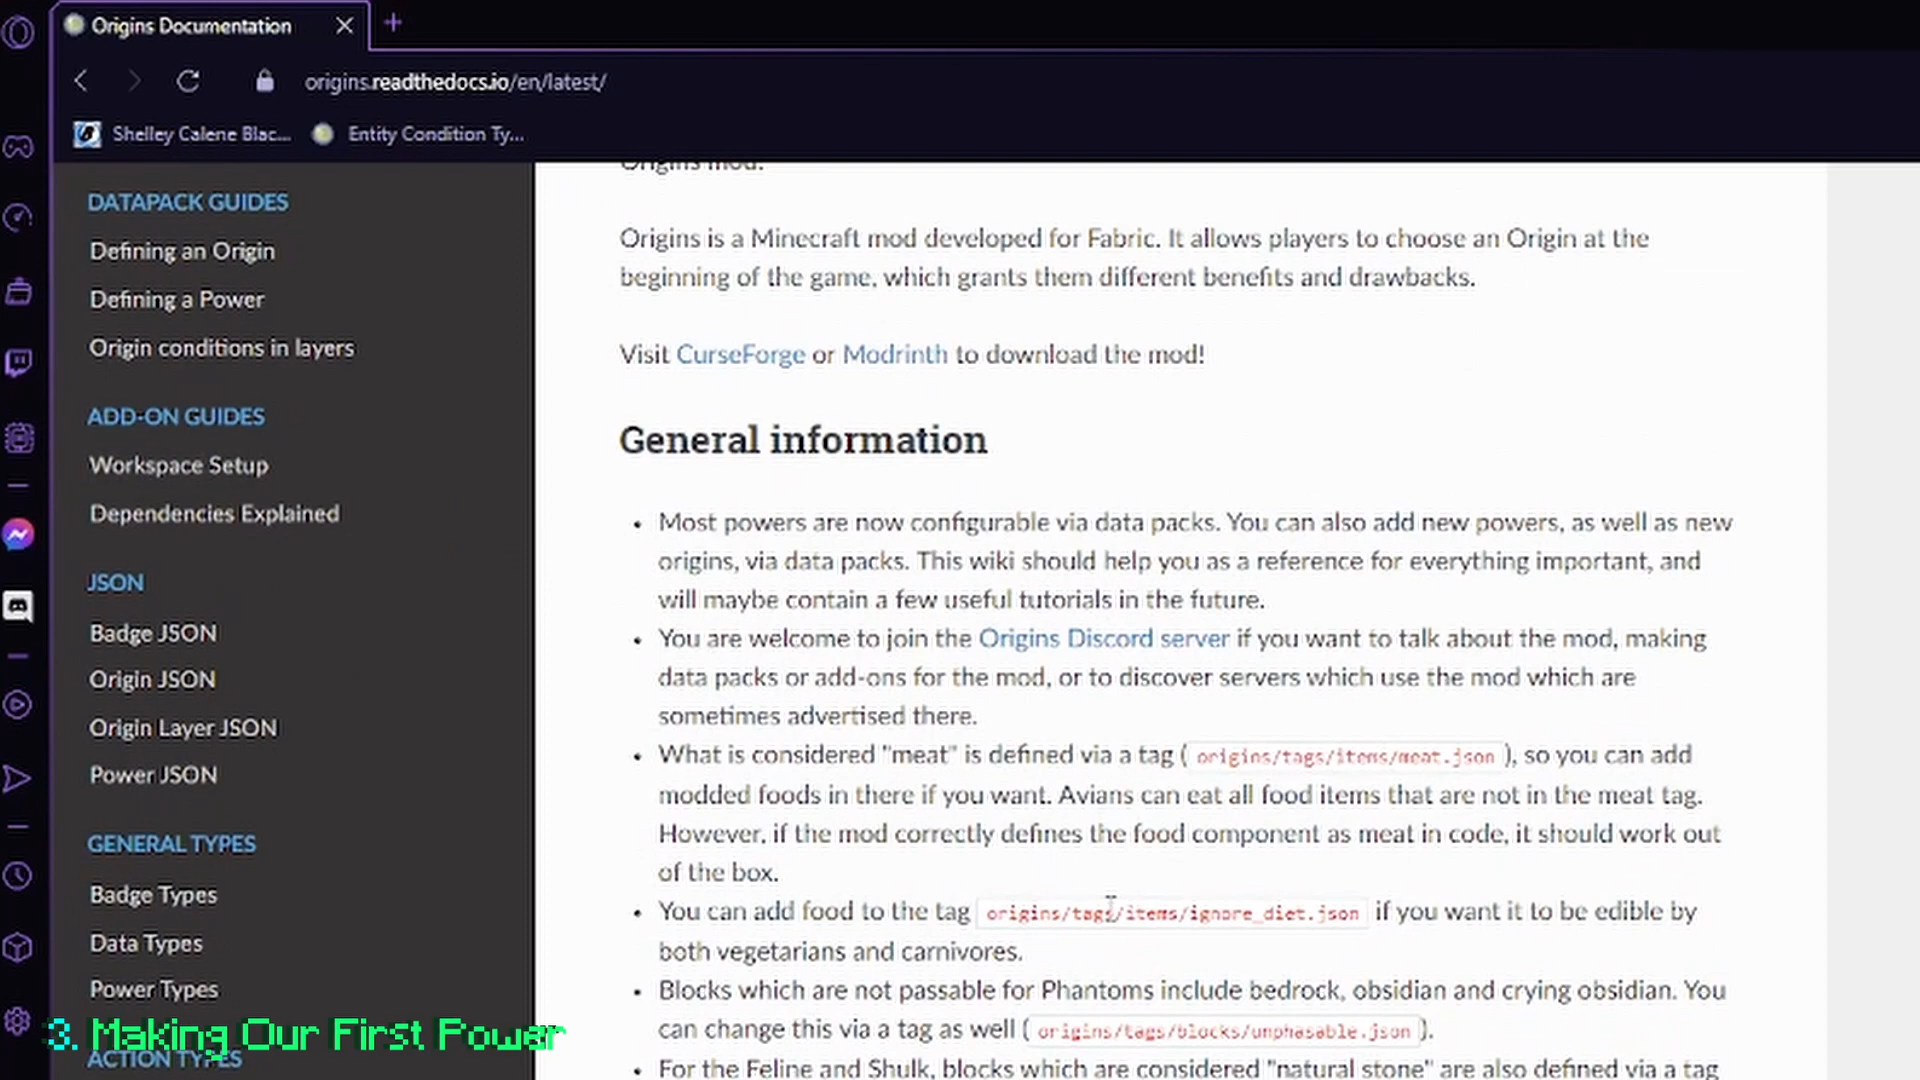 Origins Documentation
origins.readthedocs.io/en/latest/
Shelley Calene Blac...
Entity Condition Ty...
DATAPACK GUIDES
Defining an Origin
Defining a Power
Origin conditions in layers
ADD-ON GUIDES
Workspace Setup
Dependencies Explained
JSON
Badge JSON
Origin JSON
Origin Layer JSON
Power JSON
GENERAL TYPES
Badge Types
Data Types
Power Types
3. Making Our First Power
ACTION TYPES
Origins mod.
Origins is a Minecraft mod developed for Fabric. It allows players to choose an Origin at the
beginning of the game, which grants them different benefits and drawbacks.
Visit CurseForge or Modrinth to download the mod!
General information
• Most powers are now configurable via data packs. You can also add new powers, as well as new
origins, via data packs. This wiki should help you as a reference for everything important, and
will maybe contain a few useful tutorials in the future.
• You are welcome to join the Origins Discord server if you want to talk about the mod, making
data packs or add-ons for the mod, or to discover servers which use the mod which are
sometimes advertised there.
• What is considered "meat" is defined via a tag ( origins/tags/items/meat.json ), so you can add
modded foods in there if you want. Avians can eat all food items that are not in the meat tag.
However, if the mod correctly defines the food component as meat in code, it should work out
of the box.
• You can add food to the tag origins/tags/items/ignore_diet.json if you want it to be edible by
both vegetarians and carnivores.
• Blocks which are not passable for Phantoms include bedrock, obsidian and crying obsidian. You
can change this via a tag as well ( origins/tags/blocks/unphasable.json ).
• For the Feline and Shulk, blocks which are considered "natural stone" are also defined via a tag